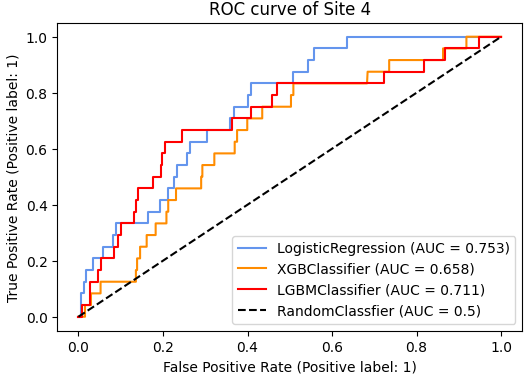 ROC curve of Site 4
True Positive Rate (Positive label: 1)
1.0
0.8
0.6
0.4
0.2
0.0
LogisticRegression (AUC = 0.753)
XGBClassifier (AUC = 0.658)
LGBMClassifier (AUC = 0.711)
RandomClassfier (AUC = 0.5)
0.0 0.2 0.4 0.6 0.8 1.0
False Positive Rate (Positive label: 1)